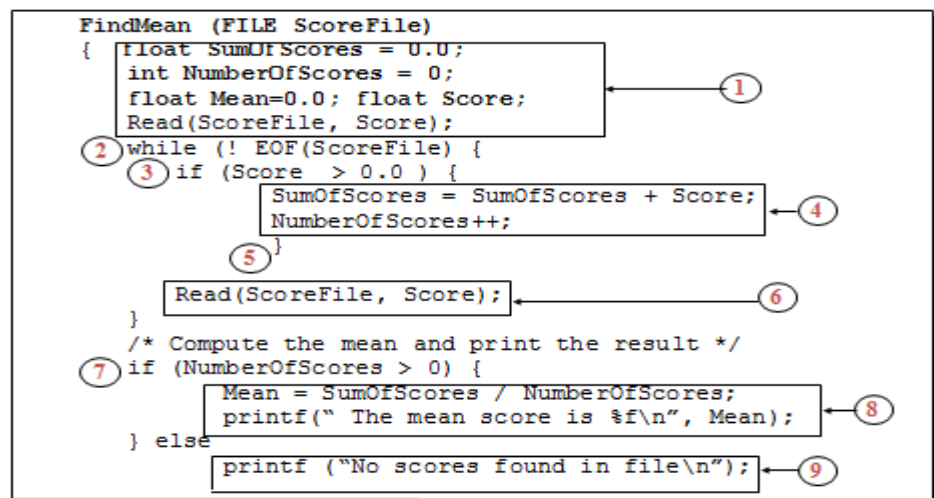 FindMean (FILE ScoreFile)
{ float SumOfScores = 0.0;
int NumberOfScores = 0;
float Mean=0.0; float Score;
Read(ScoreFile, Score);
1
2 while (! EOF(ScoreFile) {
3 if (Score > 0.0 ) {
SumOfScores = SumOfScores + Score;
NumberOfScores++;
4
5 }
Read(ScoreFile, Score); 6
}
/* Compute the mean and print the result */
7 if (NumberOfScores > 0) {
Mean = SumOfScores / NumberOfScores;
printf(“ The mean score is %f\n”, Mean); 8
} else
printf (“No scores found in file\n”); 9